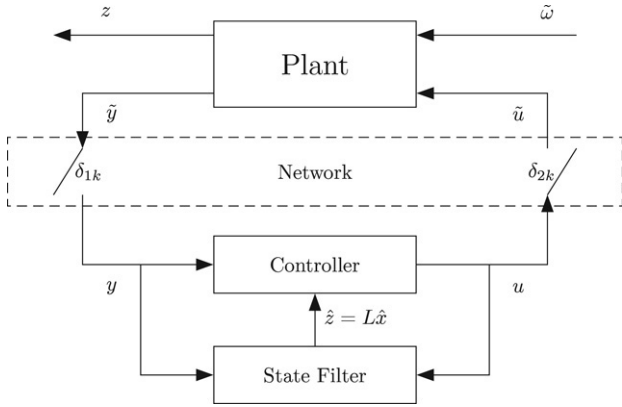 z
ω̃
Plant
ỹ
ũ
δ₁ₖ
Network
δ₂ₖ
Controller
y
u
ẑ = Lx̂
State Filter